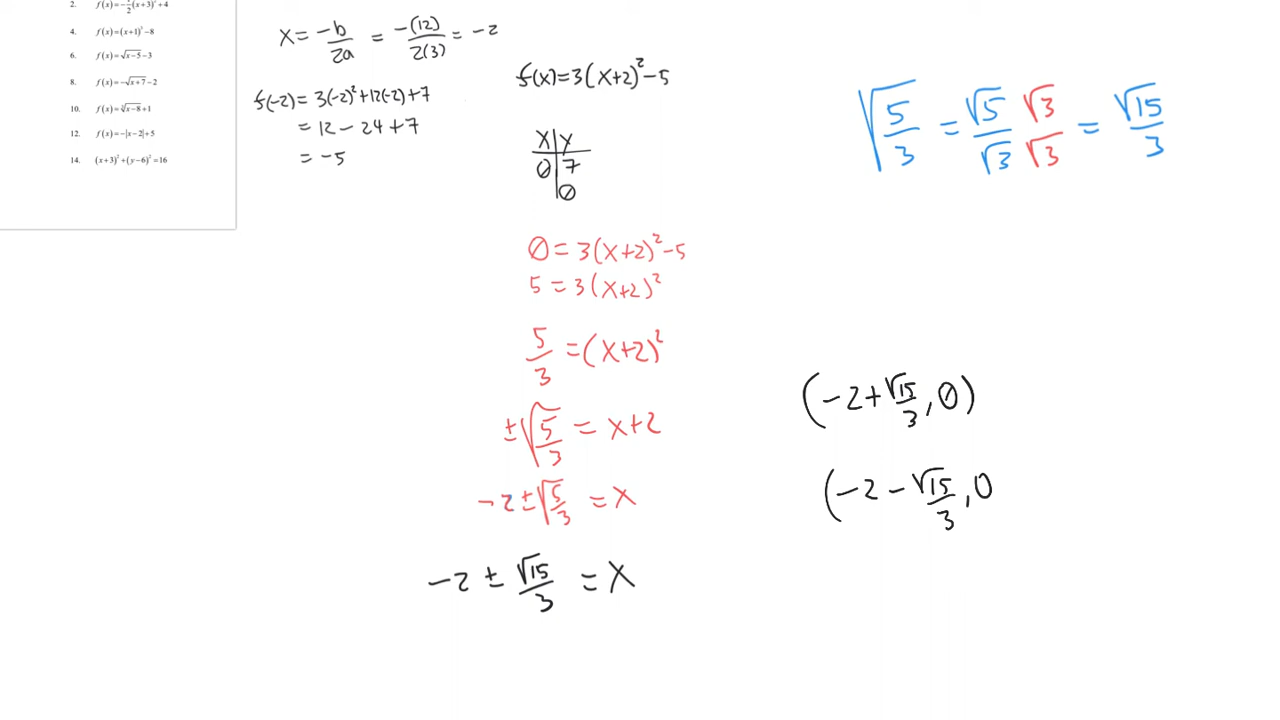 2. f(x)=-1/2(x+3)²+4
4. f(x)=(x+1)³-8
6. f(x)=√(x-5)-3
8. f(x)=-√(x+7)-2
10. f(x)=∛(x-8)+1
12. f(x)=-|x-2|+5
14. (x+3)²+(y-6)²=16
x = -b/2a = -(12)/2(3) = -2
f(-2) = 3(-2)²+12(-2)+7
= 12 - 24 + 7
= -5
f(x)=3(x+2)²-5
x | y
0 | 7
0
0 = 3(x+2)²-5
5 = 3(x+2)²
5/3 = (x+2)²
±√(5/3) = x+2
-2±√(5/3) = x
-2 ± √15/3 = x
√(5/3) = √5/√3 √3/√3 = √15/3
(-2+√15/3, 0)
(-2-√15/3, 0